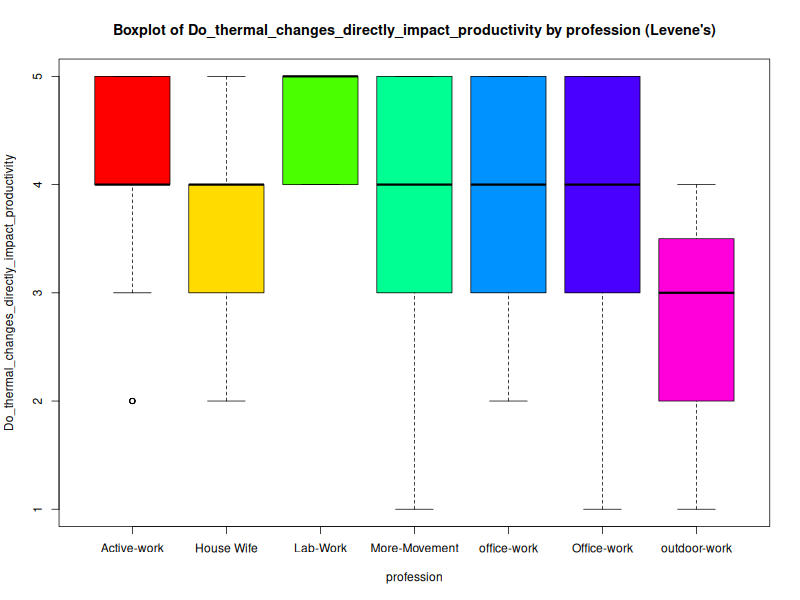 Boxplot of Do_thermal_changes_directly_impact_productivity by profession (Levene's)
Do_thermal_changes_directly_impact_productivity
5
4
3
2
1
Active-work House Wife Lab-Work More-Movement office-work Office-work outdoor-work
profession